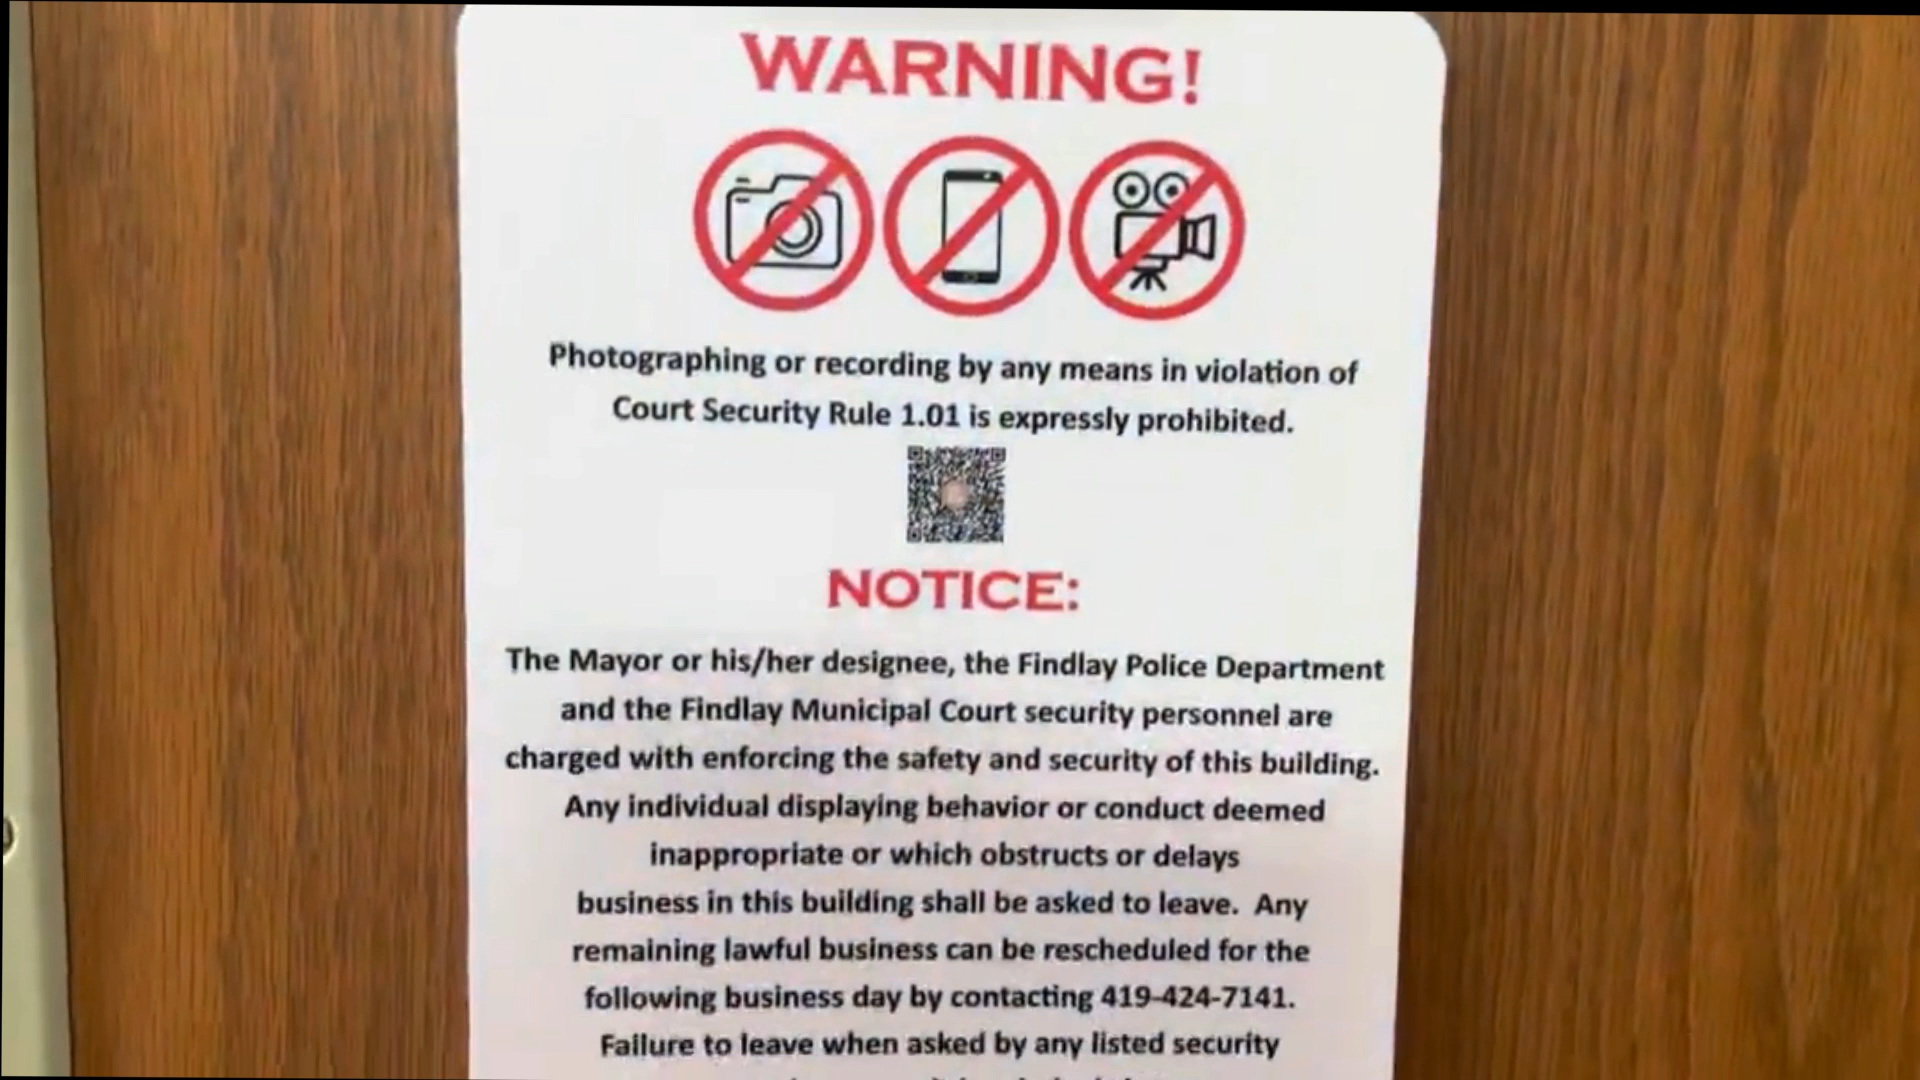 WARNING!
Photographing or recording by any means in violation of
Court Security Rule 1.01 is expressly prohibited.
NOTICE:
The Mayor or his/her designee, the Findlay Police Department
and the Findlay Municipal Court security personnel are
charged with enforcing the safety and security of this building.
Any individual displaying behavior or conduct deemed
inappropriate or which obstructs or delays
business in this building shall be asked to leave. Any
remaining lawful business can be rescheduled for the
following business day by contacting 419-424-7141.
Failure to leave when asked by any listed security